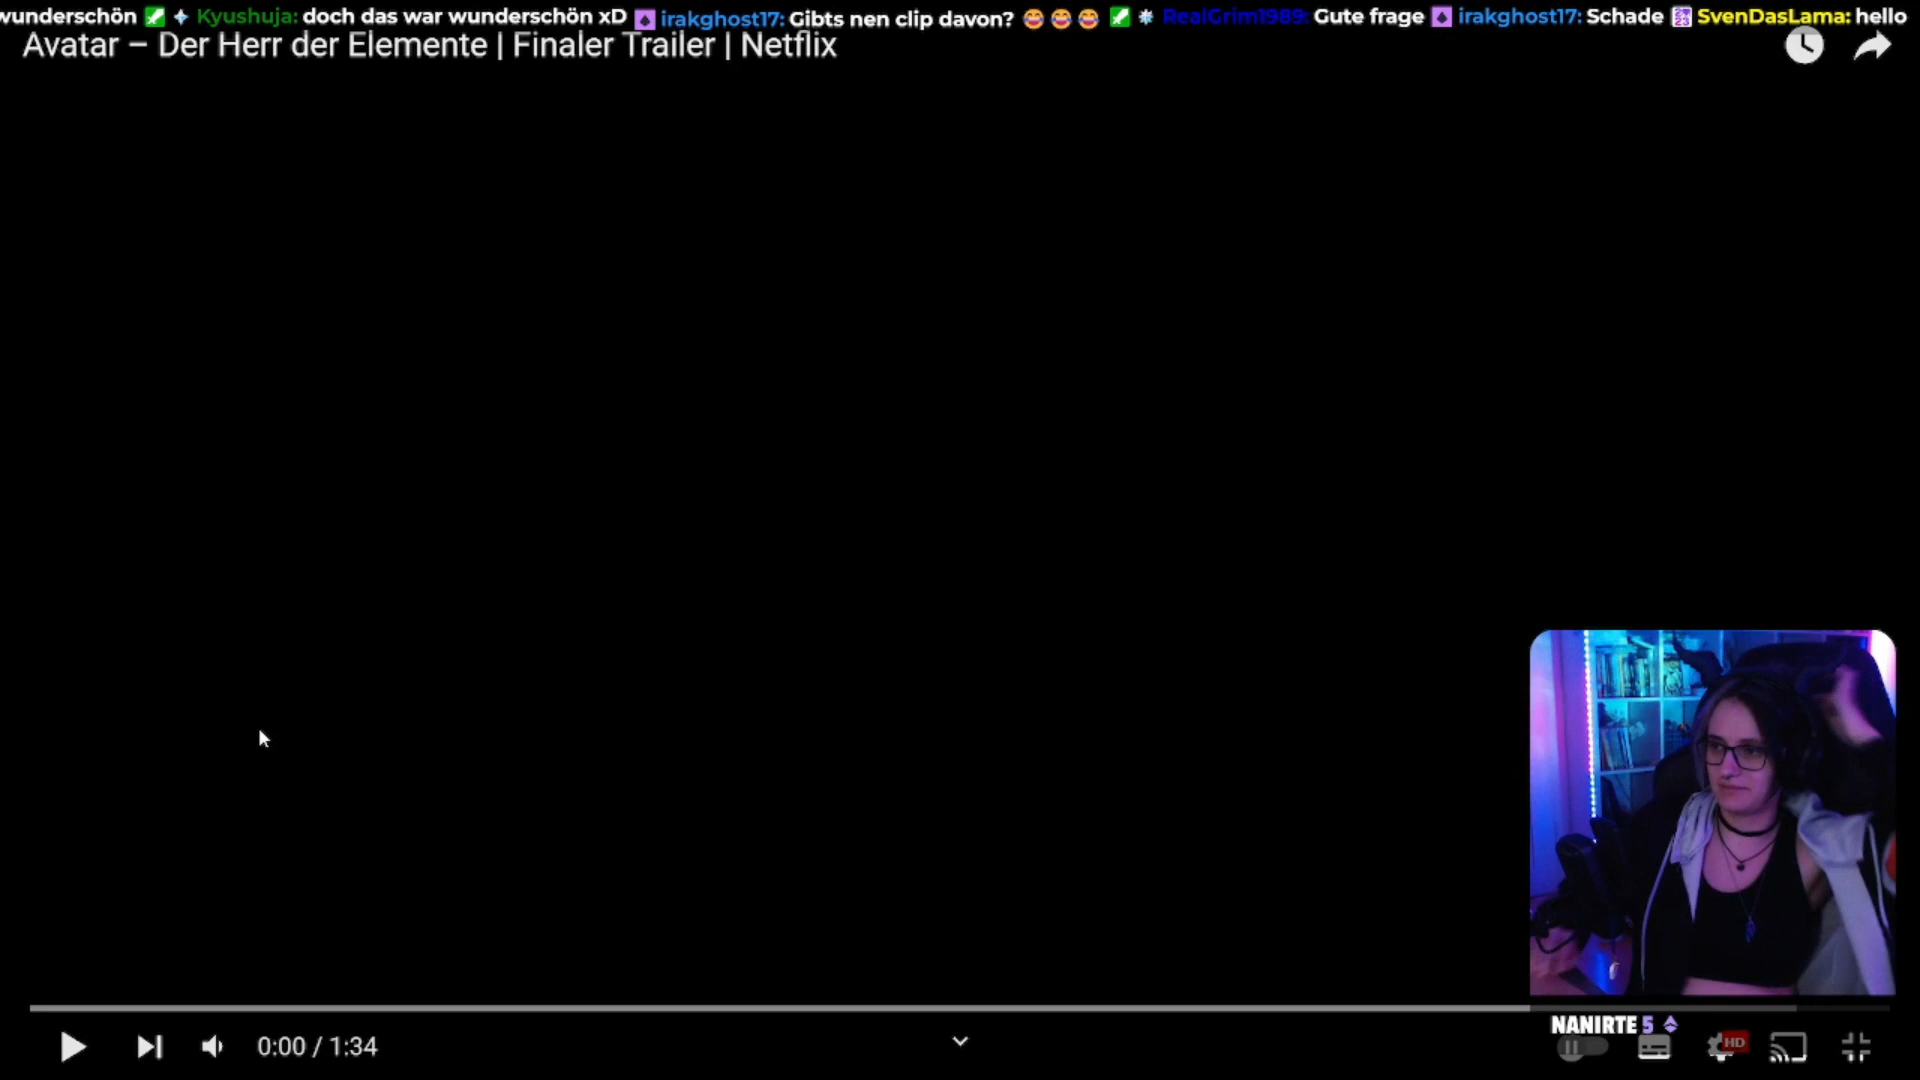 wunderschön Kyushuja: doch das war wunderschön xD irakghost17: Gibts nen clip davon? 😂😂😂 RealGrim1989: Gute frage irakghost17: Schade SvenDasLama: hello
Avatar – Der Herr der Elemente | Finaler Trailer | Netflix
NANIRTE 5
0:00 / 1:34
HD